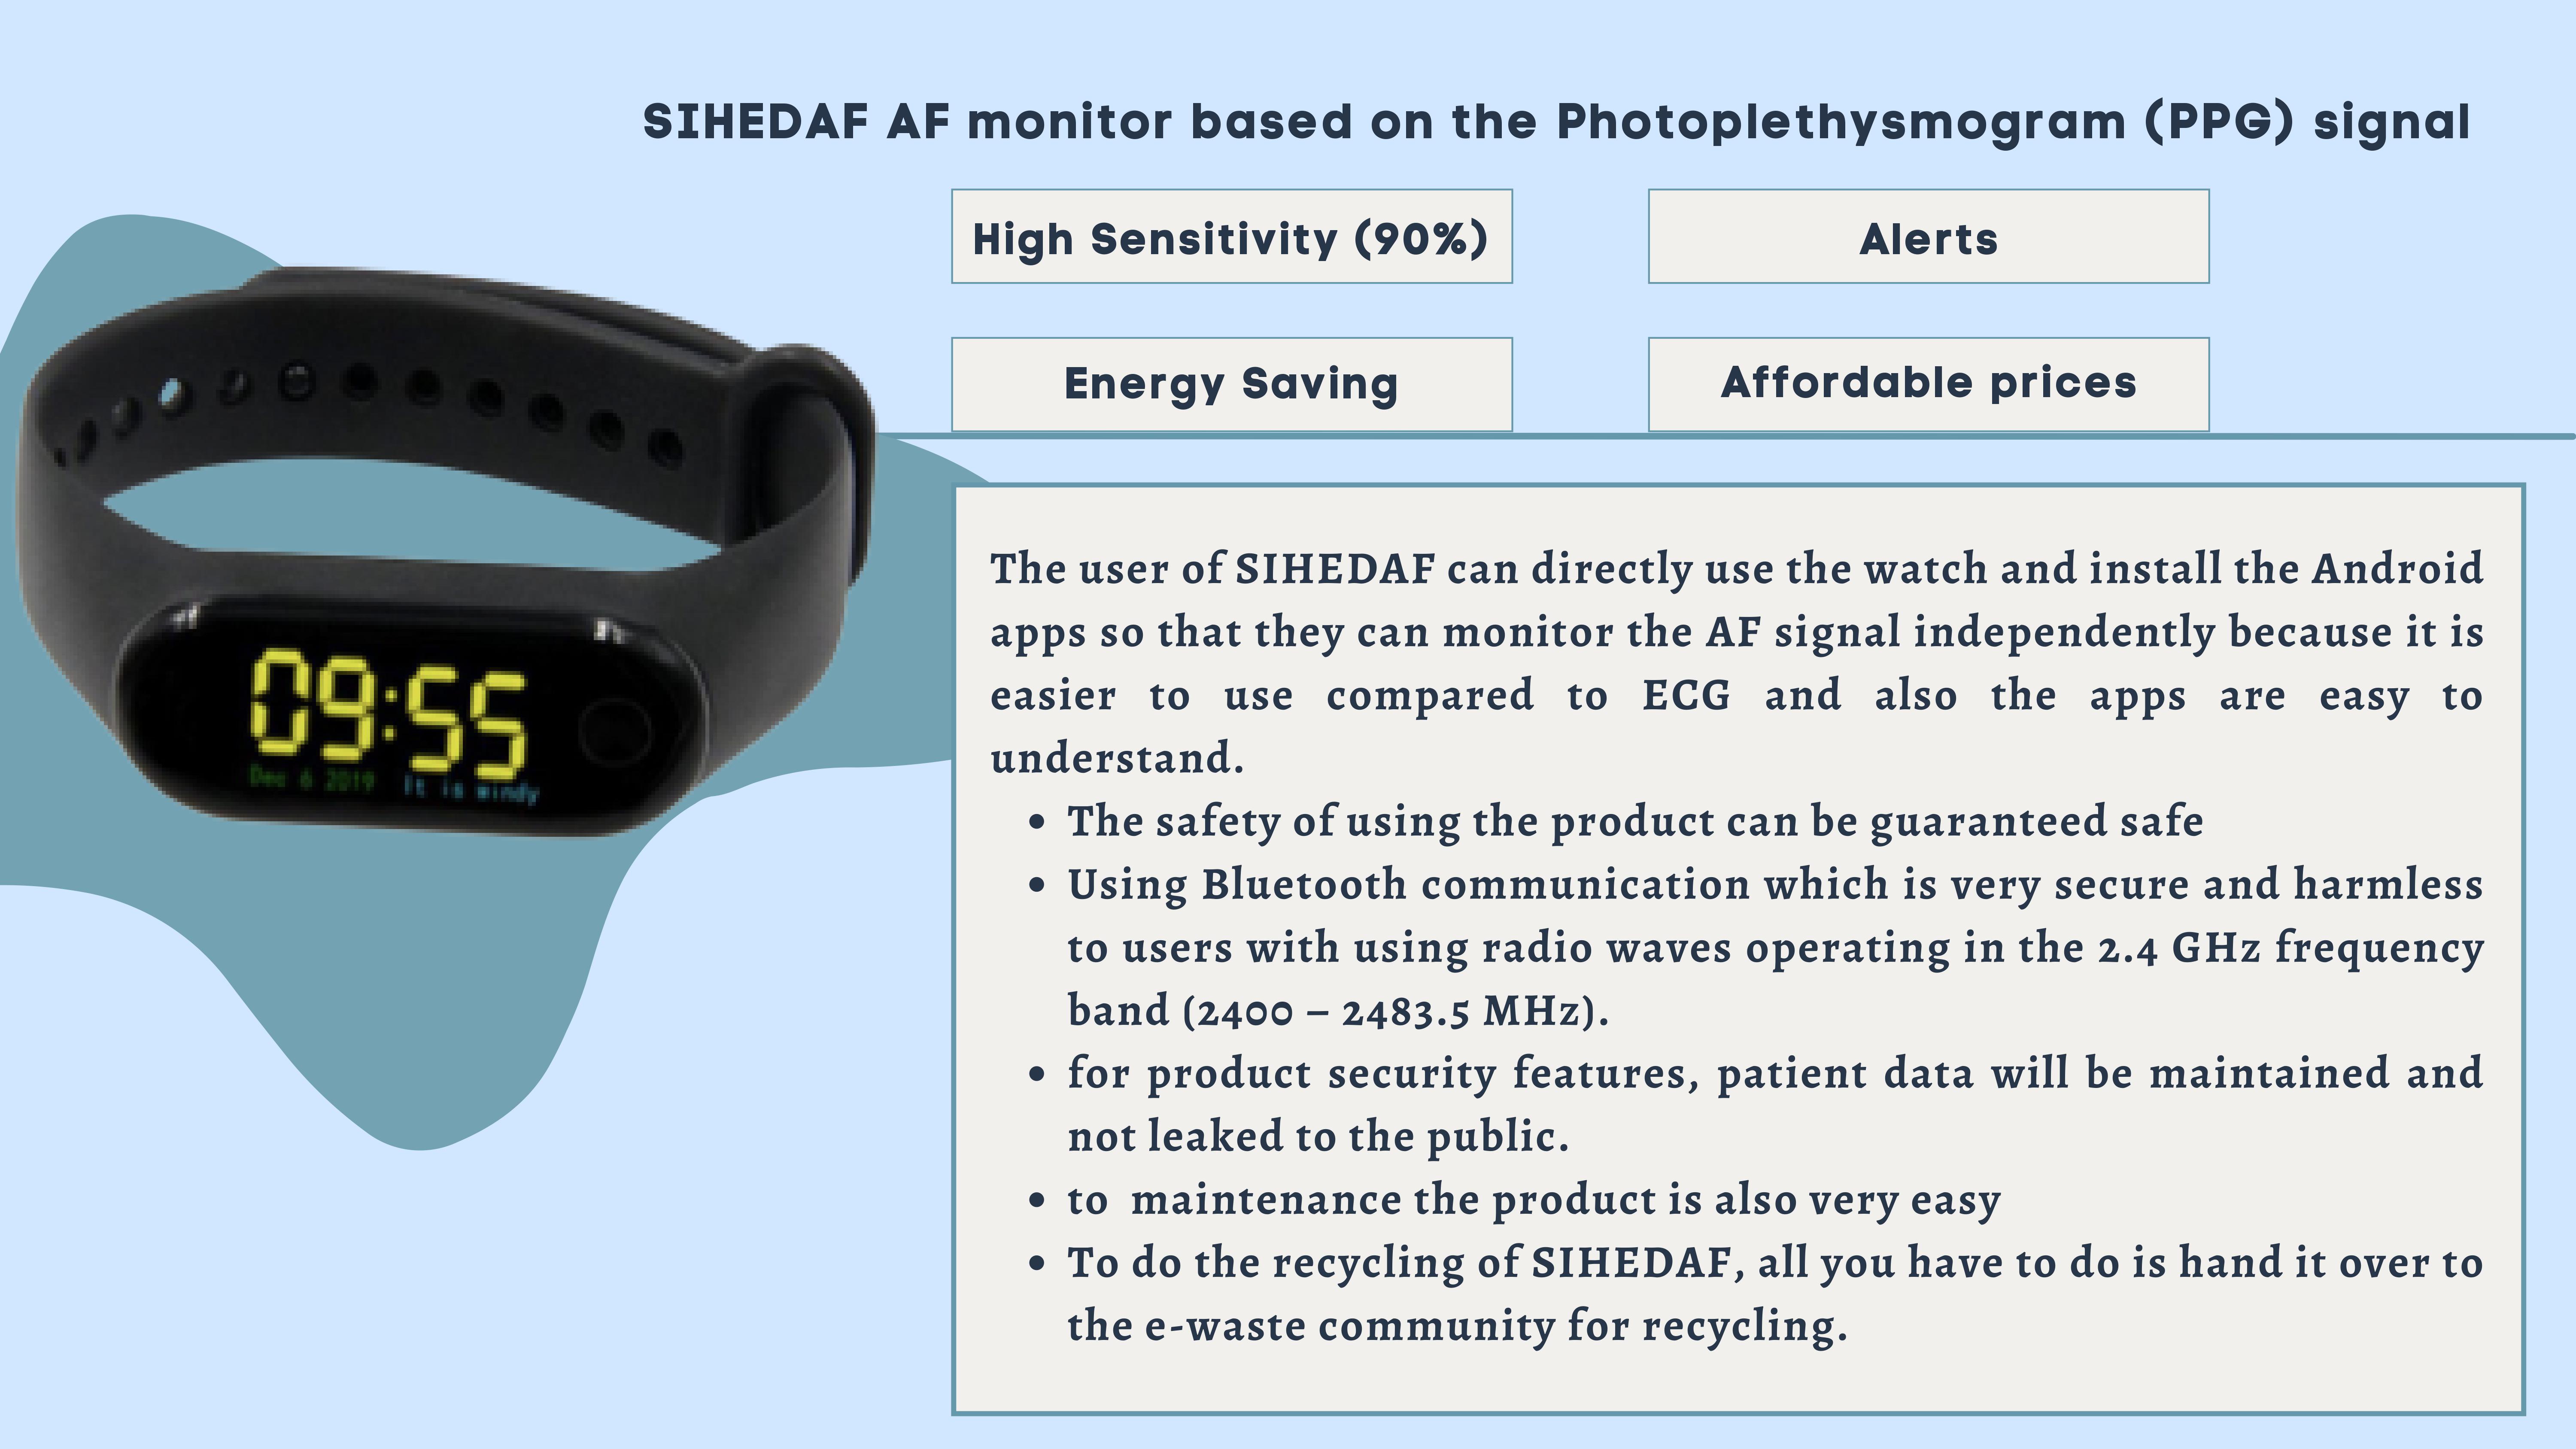 SIHEDAF AF monitor based on the Photoplethysmogram (PPG) signal
High Sensitivity (90%)
Alerts
Energy Saving
Affordable prices
09:55
Dec 6 2019 It is windy
The user of SIHEDAF can directly use the watch and install the Android
apps so that they can monitor the AF signal independently because it is
easier to use compared to ECG and also the apps are easy to
understand.
• The safety of using the product can be guaranteed safe
• Using Bluetooth communication which is very secure and harmless
to users with using radio waves operating in the 2.4 GHz frequency
band (2400 – 2483.5 MHz).
• for product security features, patient data will be maintained and
not leaked to the public.
• to maintenance the product is also very easy
• To do the recycling of SIHEDAF, all you have to do is hand it over to
the e-waste community for recycling.